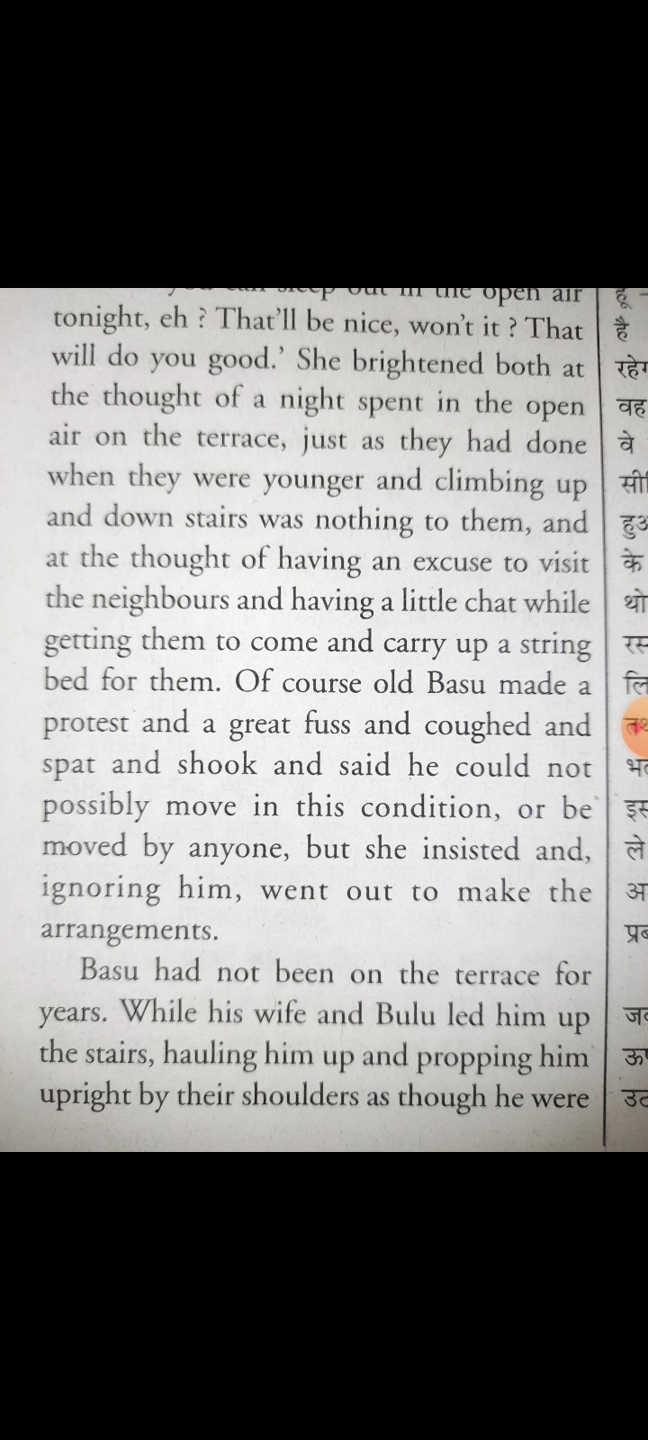 you can sleep out in the open air
tonight, eh ? That'll be nice, won't it ? That
will do you good.' She brightened both at
the thought of a night spent in the open
air on the terrace, just as they had done
when they were younger and climbing up
and down stairs was nothing to them, and
at the thought of having an excuse to visit
the neighbours and having a little chat while
getting them to come and carry up a string
bed for them. Of course old Basu made a
protest and a great fuss and coughed and
spat and shook and said he could not
possibly move in this condition, or be
moved by anyone, but she insisted and,
ignoring him, went out to make the
arrangements.
Basu had not been on the terrace for
years. While his wife and Bulu led him up
the stairs, hauling him up and propping him
upright by their shoulders as though he were
है
वह
वे
के
ले